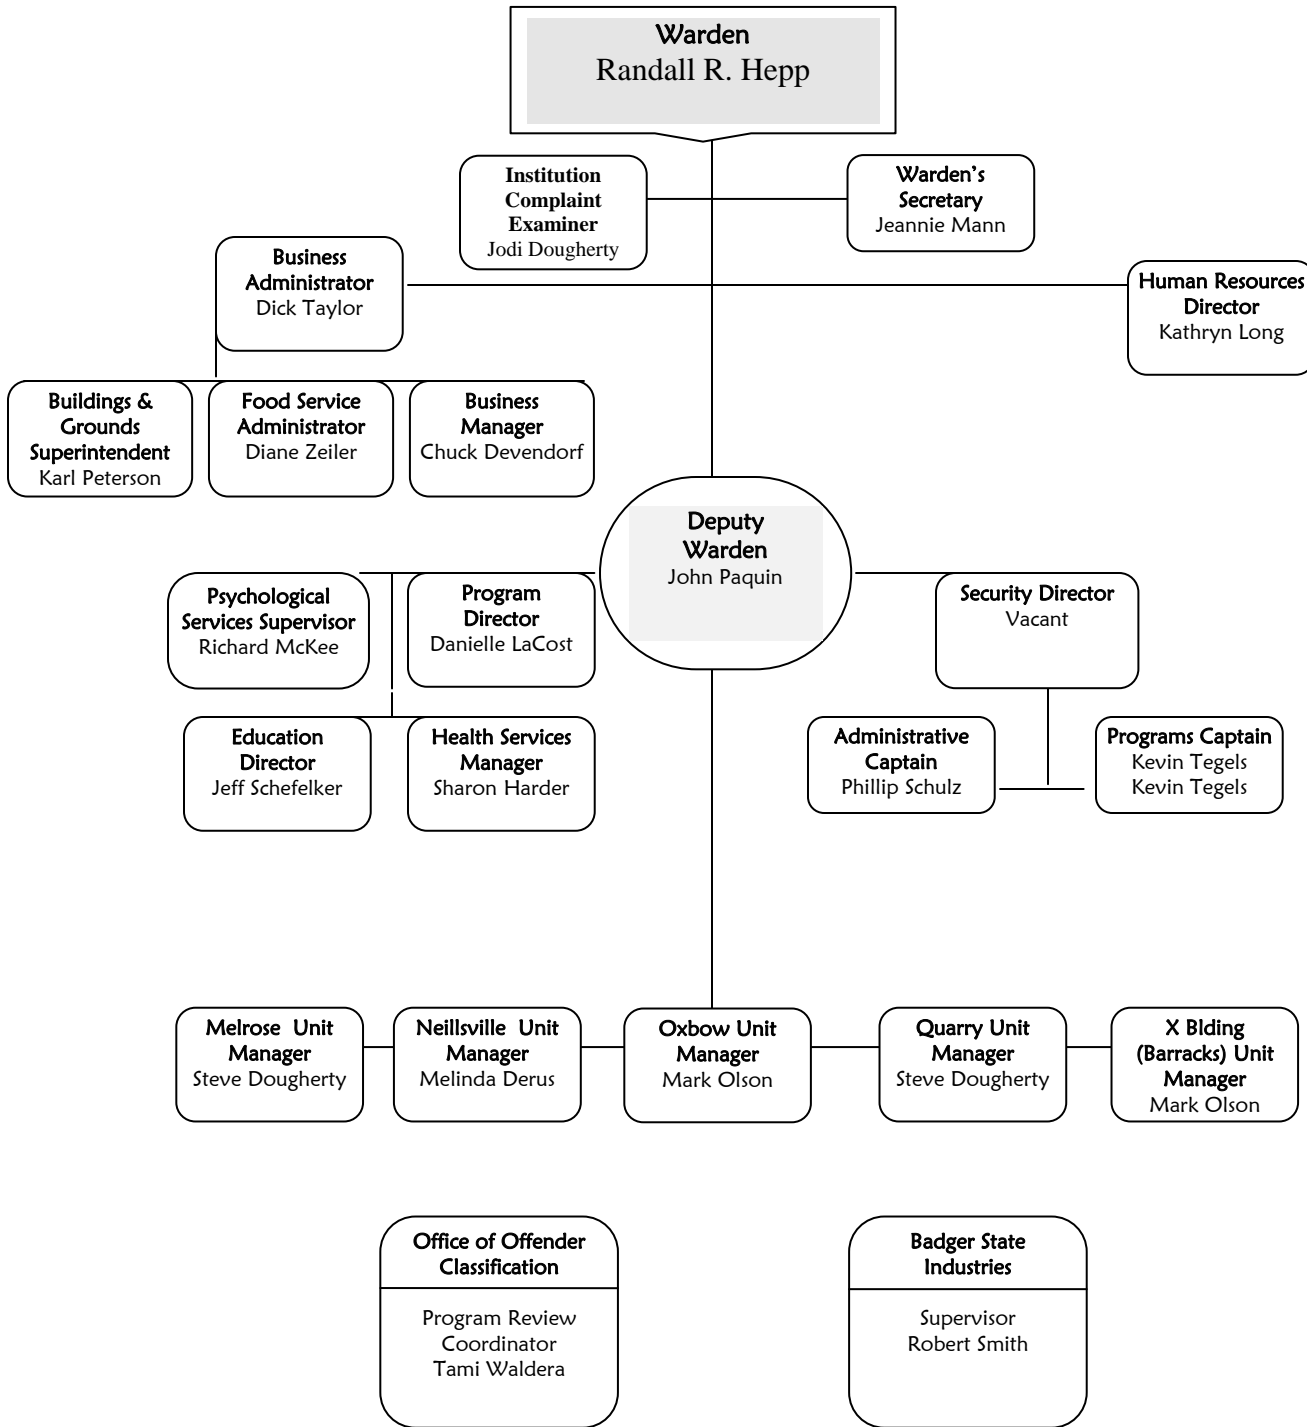 Warden
Randall R. Hepp
Institution
Complaint
Examiner
Jodi Dougherty
Warden's
Secretary
Jeannie Mann
Business
Administrator
Dick Taylor
Human Resources
Director
Kathryn Long
Buildings &
Grounds
Superintendent
Karl Peterson
Food Service
Administrator
Diane Zeiler
Business
Manager
Chuck Devendorf
Deputy
Warden
John Paquin
Psychological
Services Supervisor
Richard McKee
Program
Director
Danielle LaCost
Security Director
Vacant
Education
Director
Jeff Schefelker
Health Services
Manager
Sharon Harder
Administrative
Captain
Phillip Schulz
Programs Captain
Kevin Tegels
Kevin Tegels
Melrose Unit
Manager
Steve Dougherty
Neillsville Unit
Manager
Melinda Derus
Oxbow Unit
Manager
Mark Olson
Quarry Unit
Manager
Steve Dougherty
X Blding
(Barracks) Unit
Manager
Mark Olson
Office of Offender
Classification
Program Review
Coordinator
Tami Waldera
Badger State
Industries
Supervisor
Robert Smith